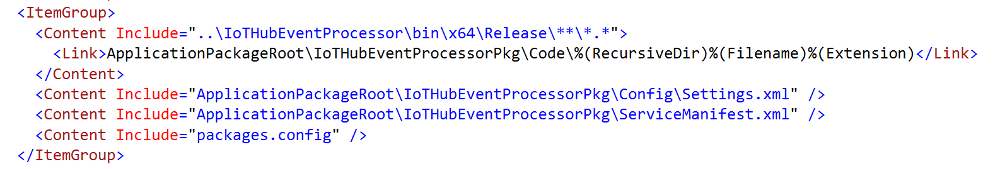 <ItemGroup>
<Content Include="..\IoTHubEventProcessor\bin\x64\Release\**\*.*">
<Link>ApplicationPackageRoot\IoTHubEventProcessorPkg\Code\%(RecursiveDir)%(Filename)%(Extension)</Link>
</Content>
<Content Include="ApplicationPackageRoot\IoTHubEventProcessorPkg\Config\Settings.xml" />
<Content Include="ApplicationPackageRoot\IoTHubEventProcessorPkg\ServiceManifest.xml" />
<Content Include="packages.config" />
</ItemGroup>